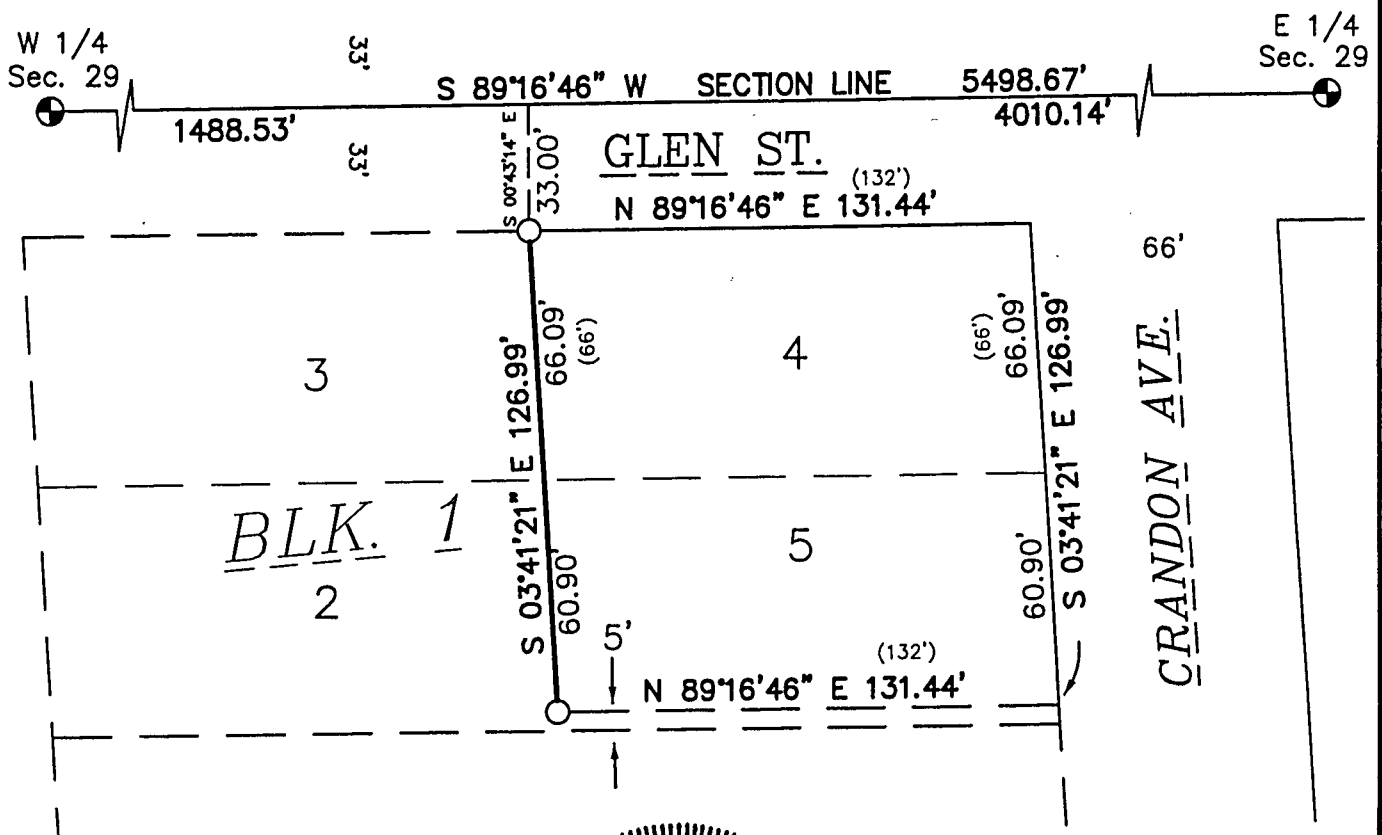 W 1/4
Sec. 29
33'
E 1/4
Sec. 29
S 89°16'46" W SECTION LINE 5498.67'
1488.53'
4010.14'
33'
S 00°43'14" E
33.00'
GLEN ST.
(132')
N 89°16'46" E 131.44'
66'
3
S 03°41'21" E 126.99'
66.09'
(66')
4
(66')
66.09'
S 03°41'21" E 126.99'
CRANDON AVE.
BLK. 1
2
60.90'
5
60.90'
5'
(132')
N 89°16'46" E 131.44'